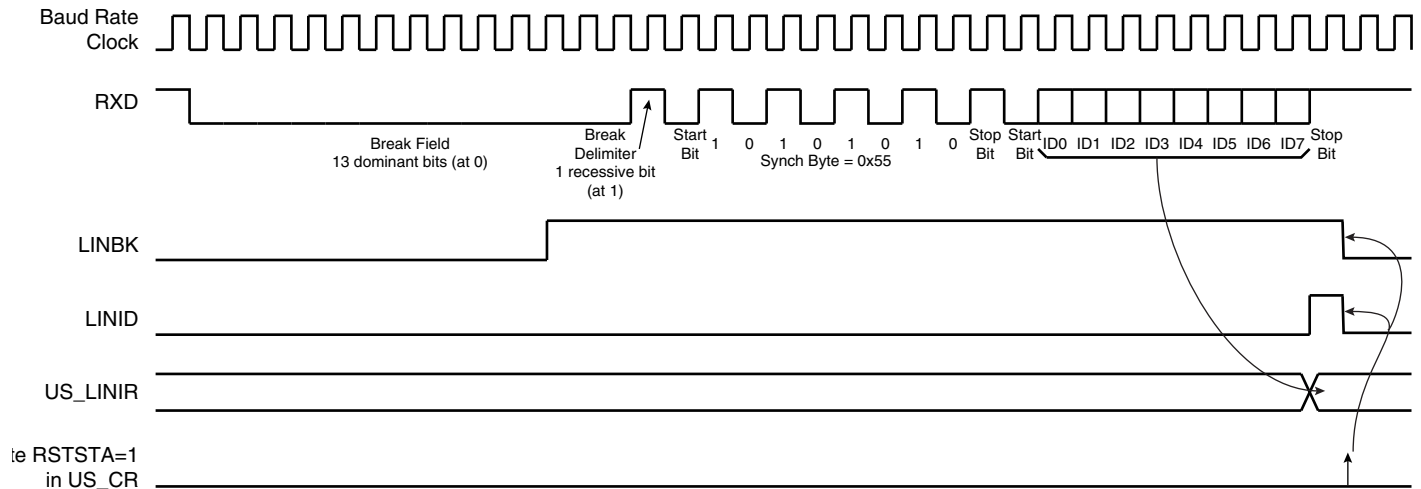 Baud Rate
Clock
RXD
Break Field
13 dominant bits (at 0)
Break
Delimiter
1 recessive bit
(at 1)
Start
Bit
1 0 1 0 1 0 1 0
Synch Byte = 0x55
Stop
Bit
Start
Bit
ID0 ID1 ID2 ID3 ID4 ID5 ID6 ID7
Stop
Bit
LINBK
LINID
US_LINIR
te RSTSTA=1
in US_CR